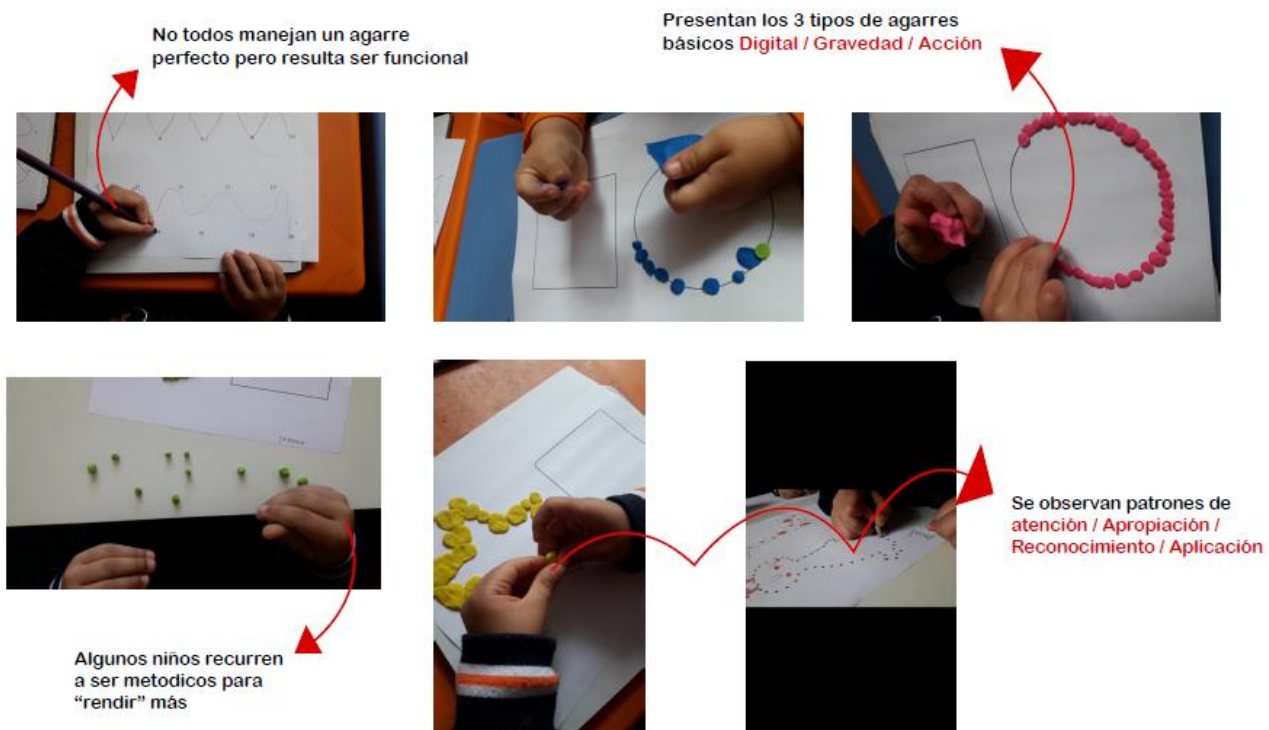 No todos manejan un agarre
perfecto pero resulta ser funcional
Presentan los 3 tipos de agarres
básicos Digital / Gravedad / Acción
Algunos niños recurren
a ser metodicos para
“rendir” más
Se observan patrones de
atención / Apropiación /
Reconocimiento / Aplicación